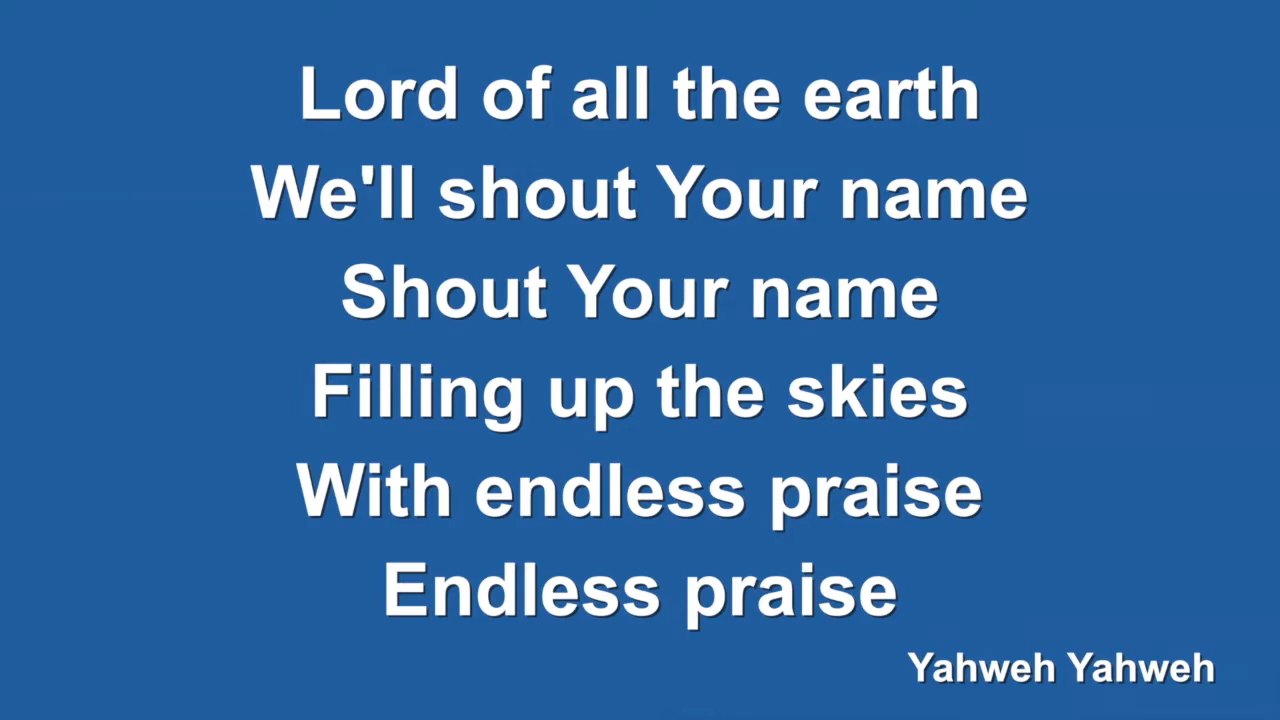 Lord of all the earth
We'll shout Your name
Shout Your name
Filling up the skies
With endless praise
Endless praise
Yahweh Yahweh